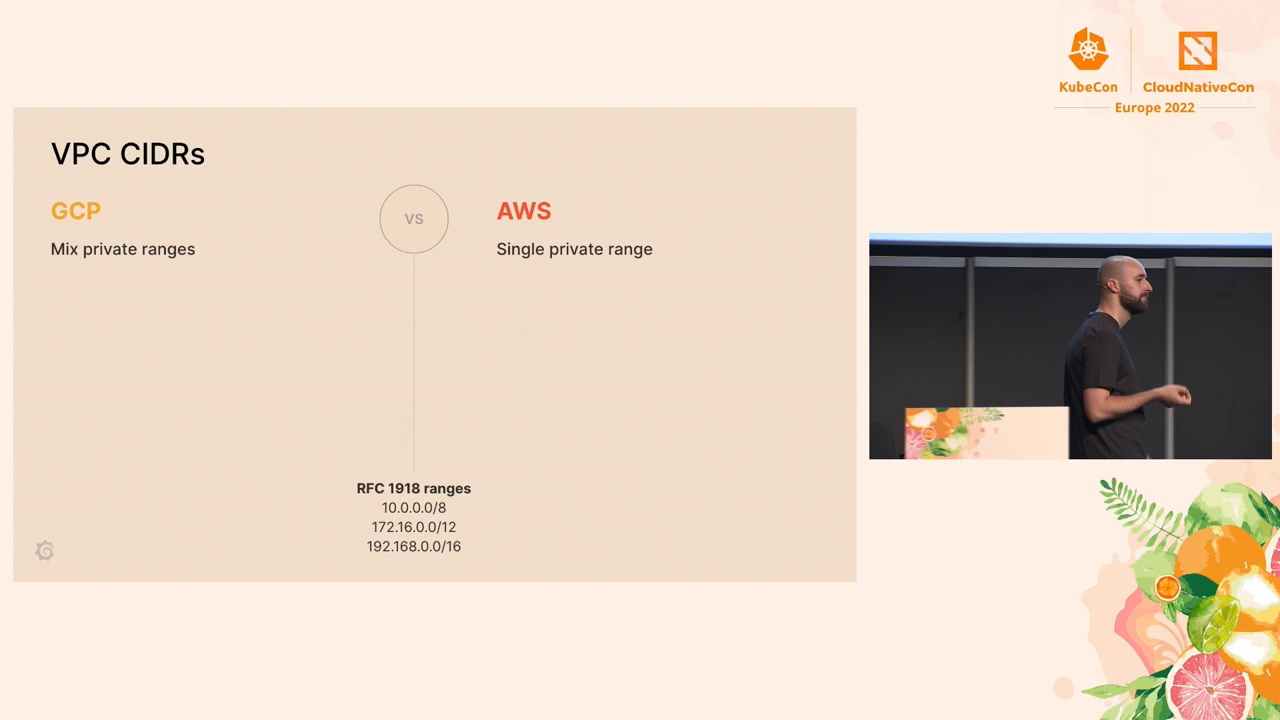 KubeCon
CloudNativeCon
Europe 2022
VPC CIDRs
GCP
VS
AWS
Mix private ranges
Single private range
RFC 1918 ranges
10.0.0.0/8
172.16.0.0/12
192.168.0.0/16